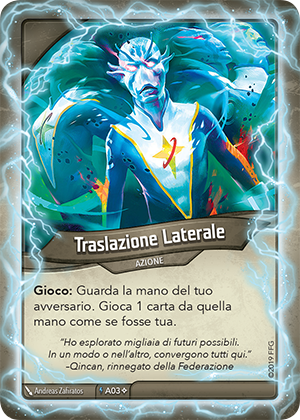 Traslazione Laterale
AZIONE
Gioco: Guarda la mano del tuo
avversario. Gioca 1 carta da quella
mano come se fosse tua.
“Ho esplorato migliaia di futuri possibili.
In un modo o nell’altro, convergono tutti qui.”
-Qincan, rinnegato della Federazione
Andreas Zafiratos
A03
©2019 FFG